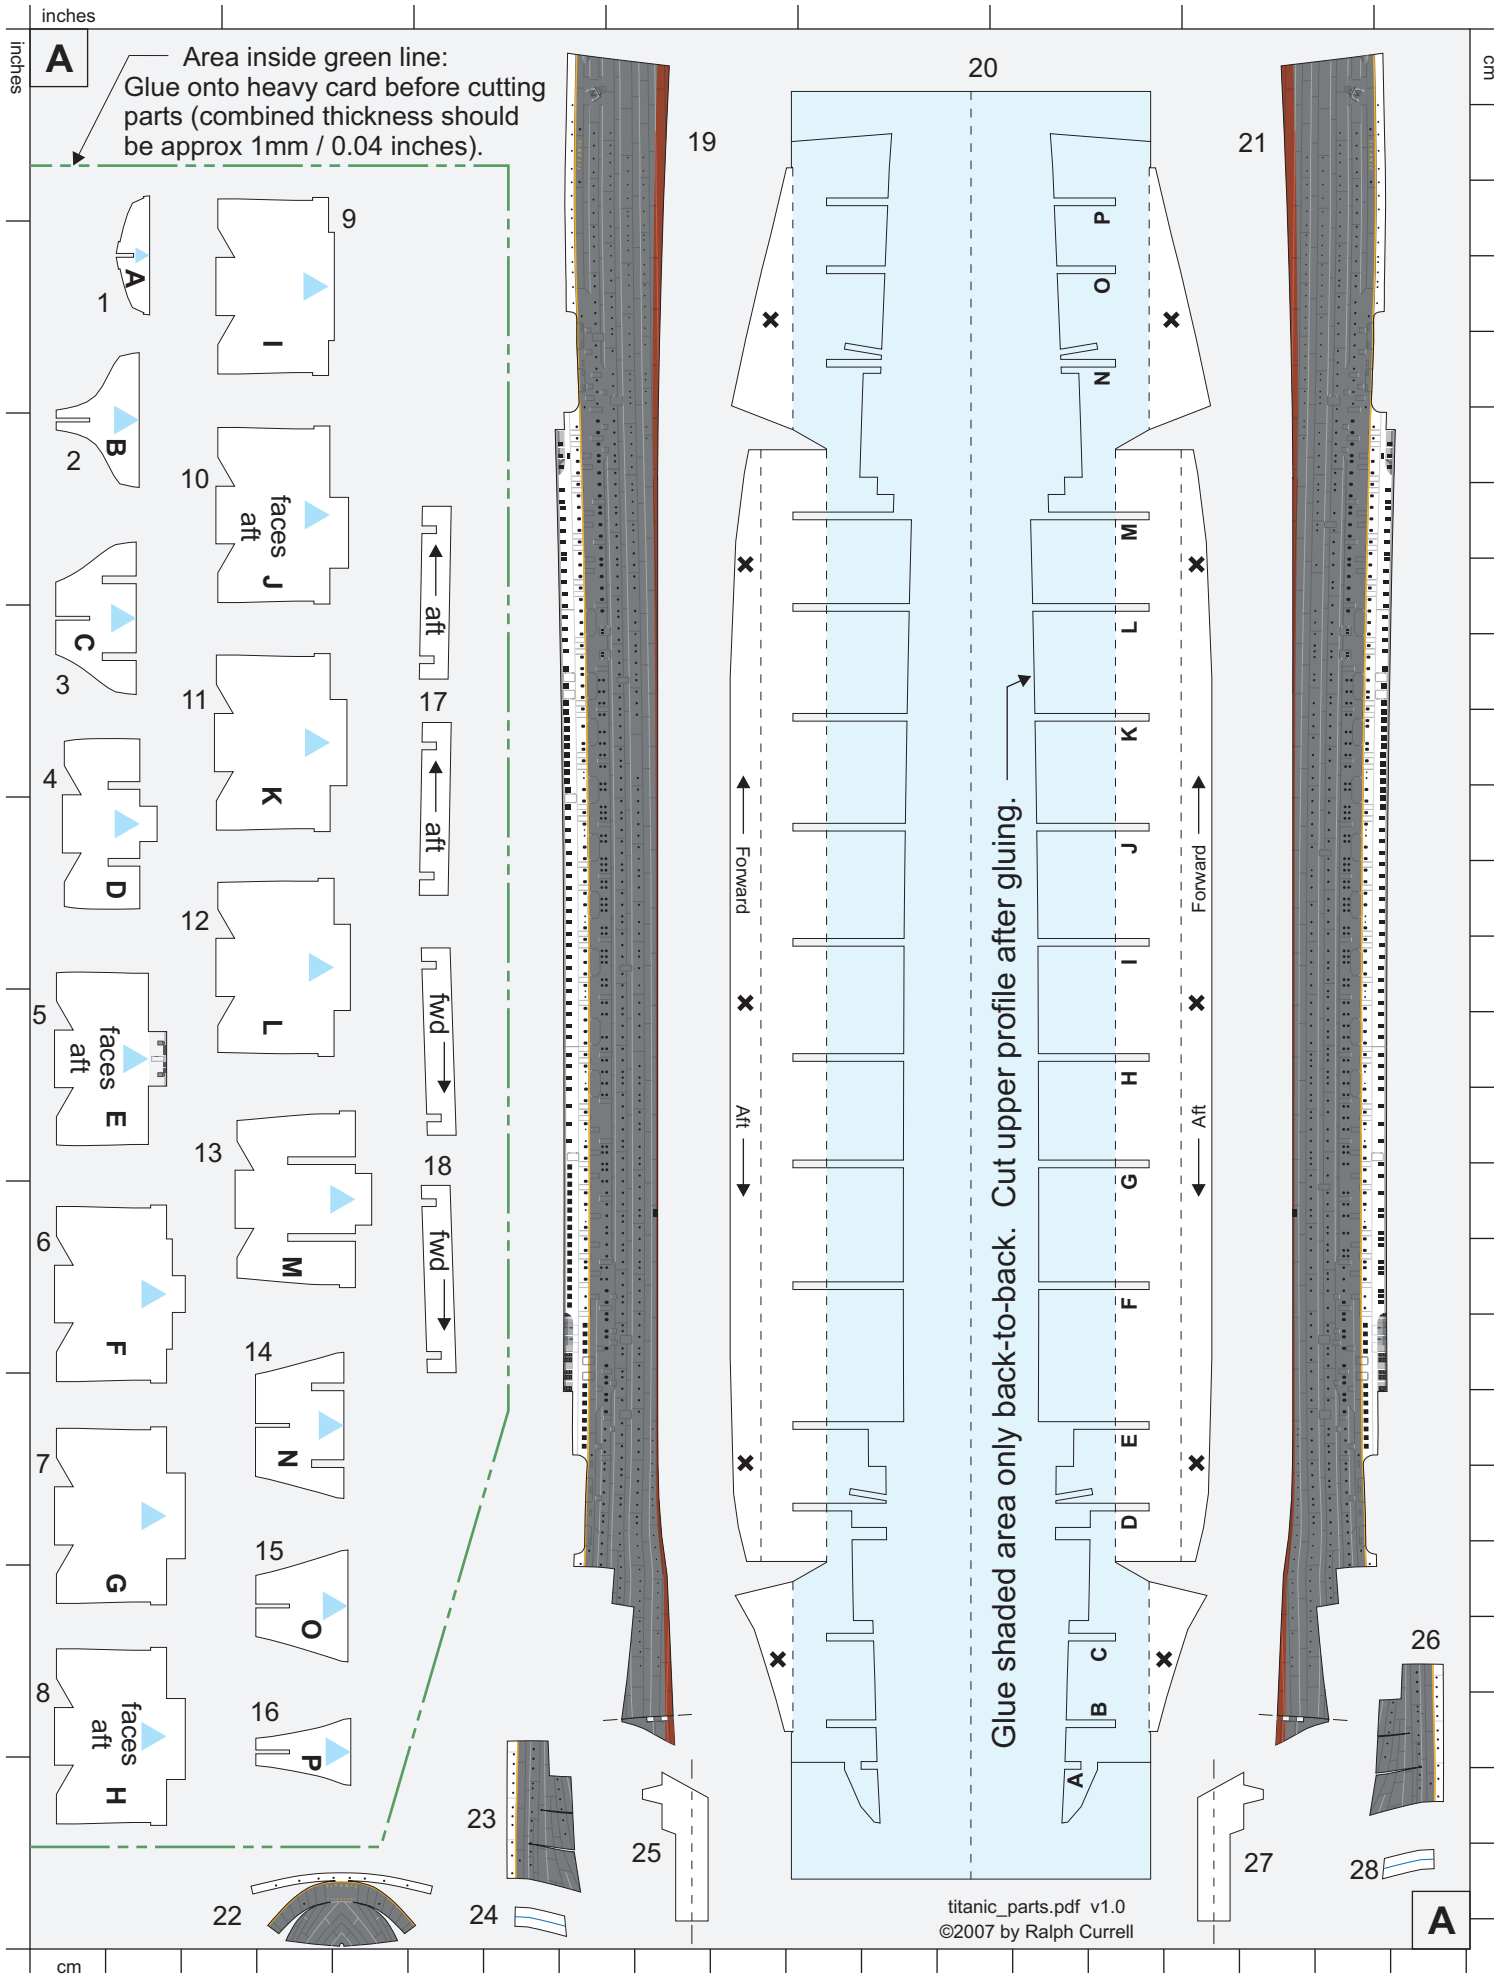 inches
inches
cm
A
Area inside green line:
Glue onto heavy card before cutting
parts (combined thickness should
be approx 1mm / 0.04 inches).
20
19
21
1
A
9
I
2
B
10
faces
aft
J
aft
3
C
17
11
K
aft
4
D
12
L
fwd
5
faces
aft
E
13
M
18
fwd
6
F
14
N
7
G
15
O
8
faces
aft
H
16
P
P
O
N
M
L
K
J
I
H
G
F
E
D
C
B
A
Forward
Aft
Forward
Aft
Glue shaded area only back-to-back.  Cut upper profile after gluing.
22
23
24
25
26
27
28
titanic_parts.pdf  v1.0
©2007 by Ralph Currell
A
cm